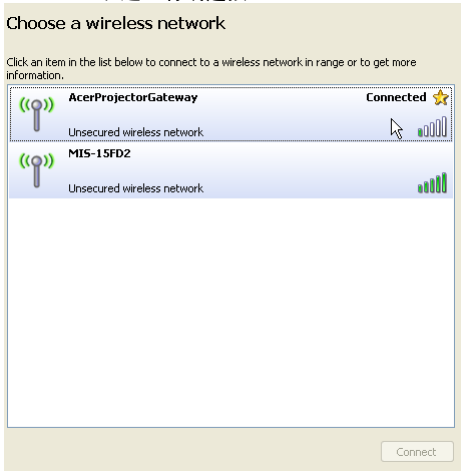 Choose a wireless network
Click an item in the list below to connect to a wireless network in range or to get more
information.
AcerProjectorGateway Connected
Unsecured wireless network
MIS-15FD2
Unsecured wireless network
Connect